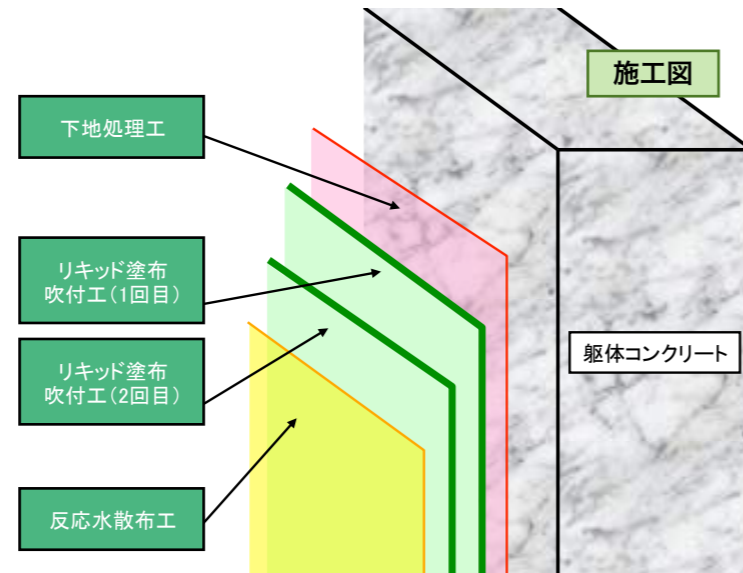 施工図
下地処理工
リキッド塗布
吹付工(1回目)
躯体コンクリート
リキッド塗布
吹付工(2回目)
反応水散布工